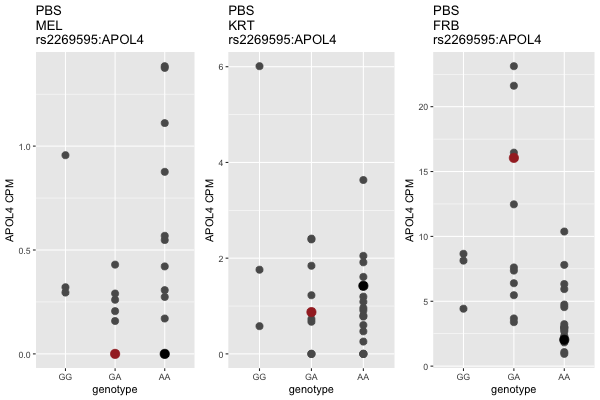 PBS
MEL
rs2269595:APOL4
APOL4 CPM
1.0
0.5
0.0
GG GA AA
genotype
PBS
KRT
rs2269595:APOL4
APOL4 CPM
6
4
2
0
GG GA AA
genotype
PBS
FRB
rs2269595:APOL4
APOL4 CPM
20
15
10
5
0
GG GA AA
genotype